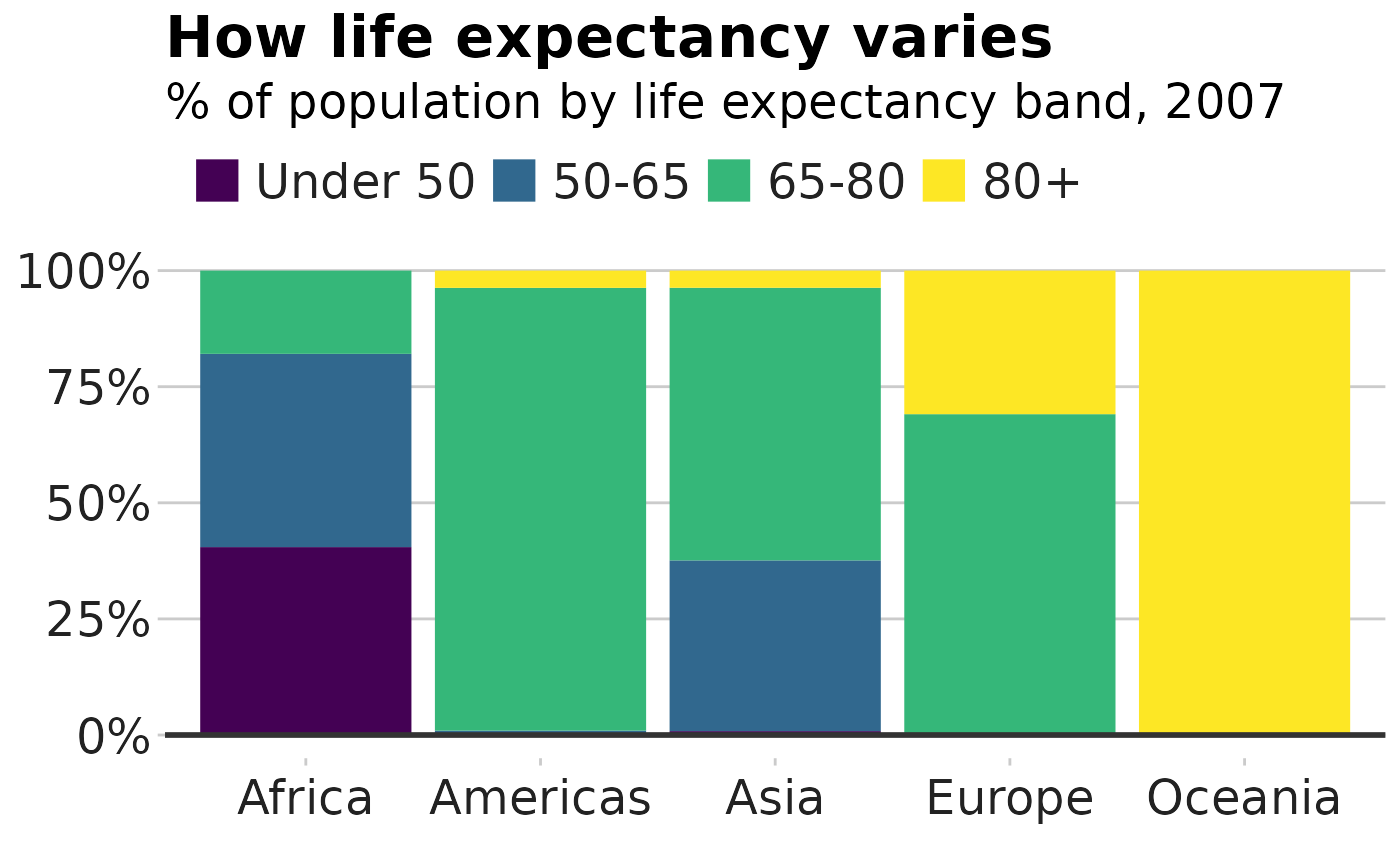 How life expectancy varies
% of population by life expectancy band, 2007
Under 50 50-65 65-80 80+
100%
75%
50%
25%
0%
Africa Americas Asia Europe Oceania